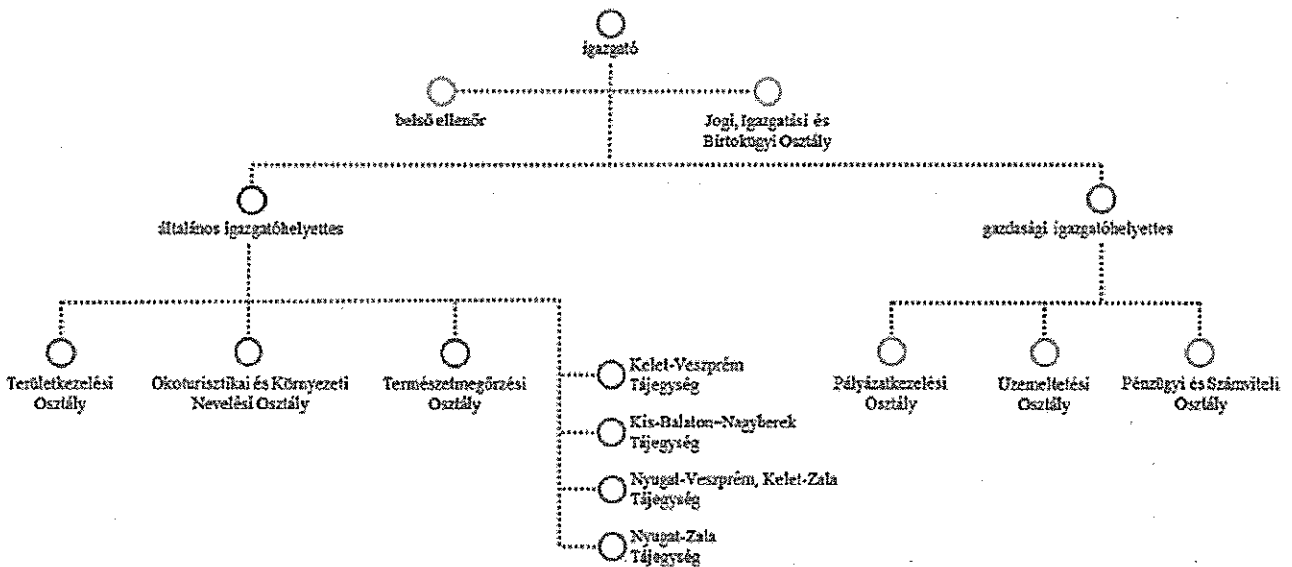 igazgató
belső ellenőr
Jogi, Igazgatási és
Birtokügyi Osztály
általános igazgatóhelyettes
gazdasági igazgatóhelyettes
Területkezelési
Osztály
Ökoturisztikai és Környezeti
Nevelési Osztály
Természetmegőrzési
Osztály
Kelet-Veszprém
Tájegység
Kis-Balaton-Nagyberek
Tájegység
Nyugat-Veszprém, Kelet-Zala
Tájegység
Nyugat-Zala
Tájegység
Pályázatkezelési
Osztály
Üzemeltetési
Osztály
Pénzügyi és Számviteli
Osztály